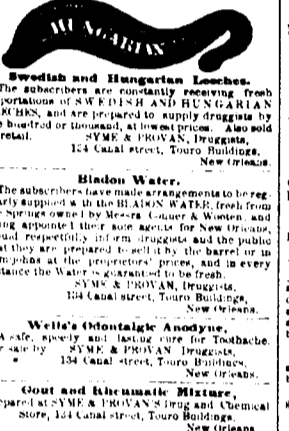 HUNGARIAN
Swedish and Hungarian Leeches.
The subscribers are constantly receiving fresh
portations of SWEDISH AND HUNGARIAN
ECHES, and are prepared to supply druggists by
e hundred or thousand, at lowest prices. Also sold
retail. SYME & PROVAN, Druggists,
134 Canal street, Touro Buildings,
New Orleans.
Bladon Water.
The subscribers have made arrangements to be reg-
arly supplied with the BLADON WATER, fresh from
e Springs owned by Messrs. & Wooten, and
ng appointed their sole agents for New Orleans,
uld respectfully inform druggists and the public
at they are prepared to sell it by the barrel or in
mijohns at the proprietors' prices, and in every
stance the Water is guarantied to be fresh.
SYME & PROVAN, Druggists,
134 Canal street, Touro Buildings,
New Orleans.
Wells's Odontalgic Anodyne,
A safe, speedy and lasting cure for Toothache.
r sale by SYME & PROVAN Druggists,
134 Canal street, Touro Buildings,
New Orleans.
Gout and Rheumatic Mixture,
epared at SYME & PROVAN'S Drug and Chemical
Store, 134 Canal street, Touro Buildings,
New Orleans